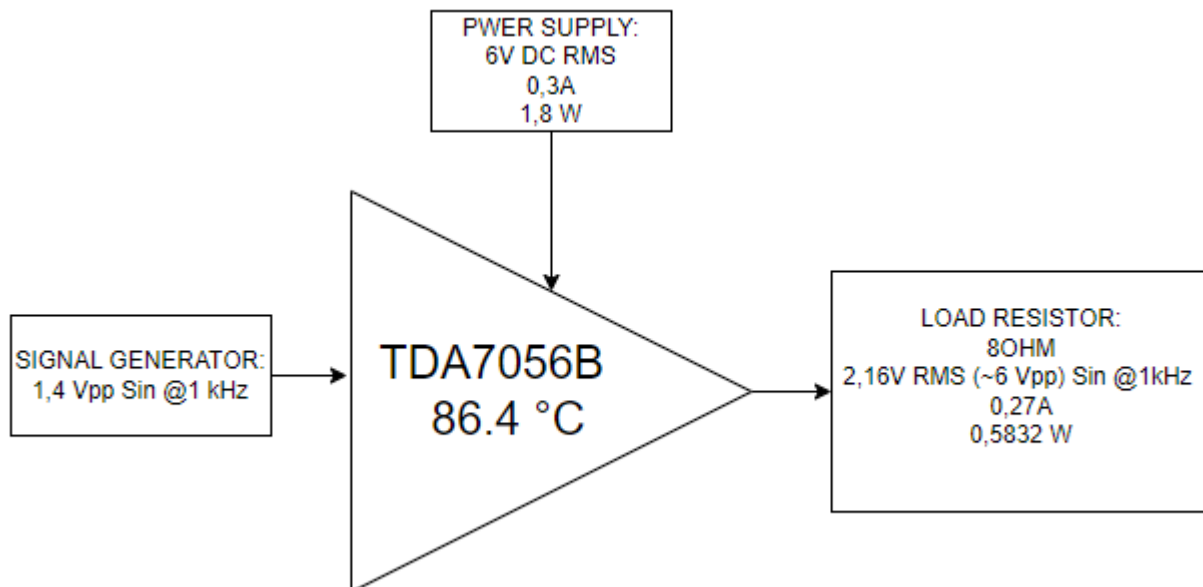 PWER SUPPLY:
6V DC RMS
0,3A
1,8 W
SIGNAL GENERATOR:
1,4 Vpp Sin @1 kHz
TDA7056B
86.4 °C
LOAD RESISTOR:
8OHM
2,16V RMS (~6 Vpp) Sin @1kHz
0,27A
0,5832 W